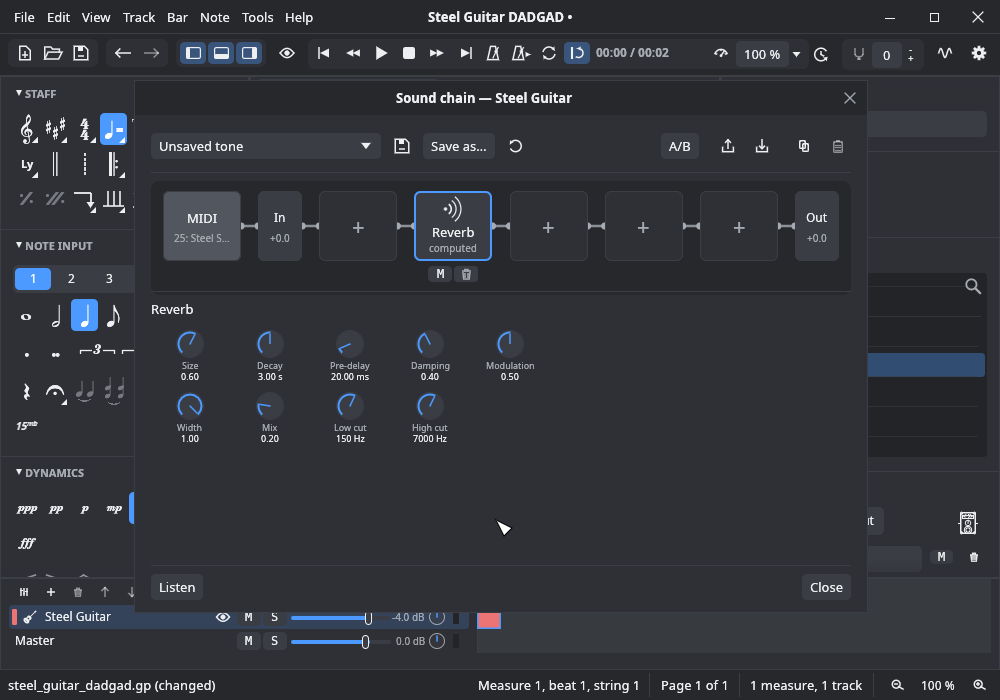 File Edit View Track Bar Note Tools Help
Steel Guitar DADGAD •
00:00 / 00:02
100 %
0
STAFF
Sound chain — Steel Guitar
Unsaved tone
Save as...
A/B
Ly
MIDI
25: Steel S...
In
+0.0
+
Reverb
computed
+
+
+
Out
+0.0
M
NOTE INPUT
1 2 3
Reverb
Size
0.60
Decay
3.00 s
Pre-delay
20.00 ms
Damping
0.40
Modulation
0.50
Width
1.00
Mix
0.20
Low cut
150 Hz
High cut
7000 Hz
3
15mb
DYNAMICS
ppp pp p mp
fff
M
Listen
Close
Steel Guitar M S -4.0 dB
Master M S 0.0 dB
steel_guitar_dadgad.gp (changed)
Measure 1, beat 1, string 1
Page 1 of 1
1 measure, 1 track
100 %